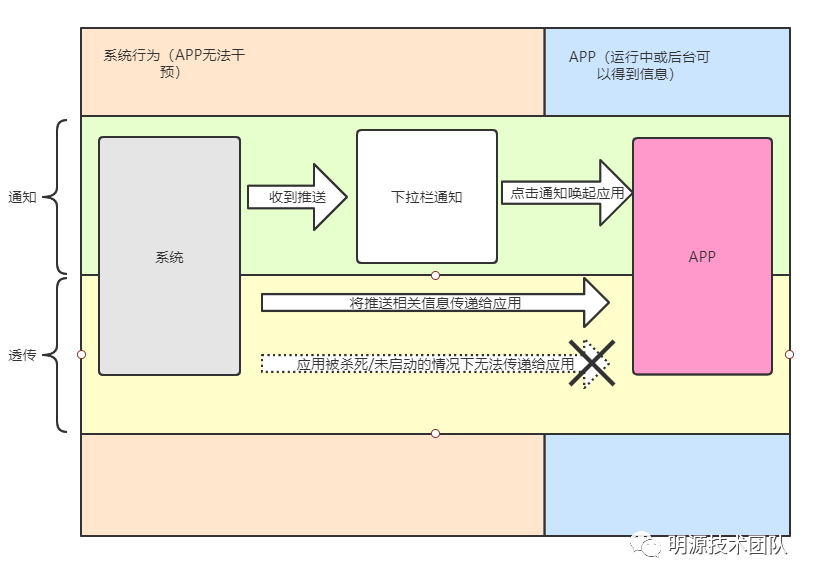 系统行为（APP无法干
预）
APP（运行中或后台可
以得到信息）
通知
收到推送
下拉栏通知
点击通知唤起应用
系统
APP
将推送相关信息传递给应用
透传
应用被杀死/未启动的情况下无法传递给应用
明源技术团队